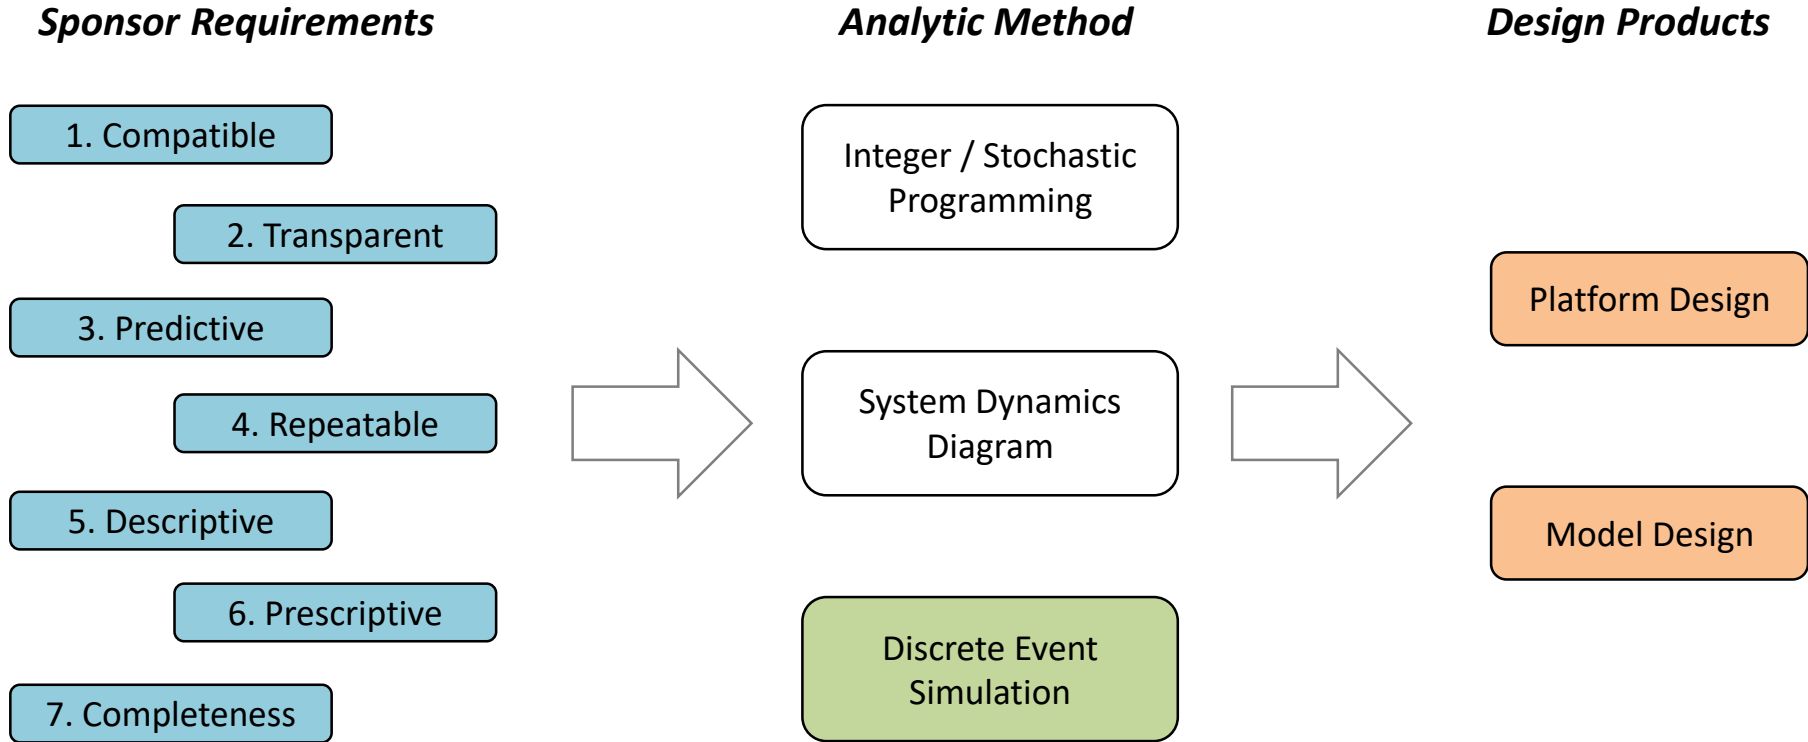 Sponsor Requirements
Analytic Method
Design Products
1. Compatible
2. Transparent
3. Predictive
4. Repeatable
5. Descriptive
6. Prescriptive
7. Completeness
Integer / Stochastic
Programming
System Dynamics
Diagram
Discrete Event
Simulation
Platform Design
Model Design